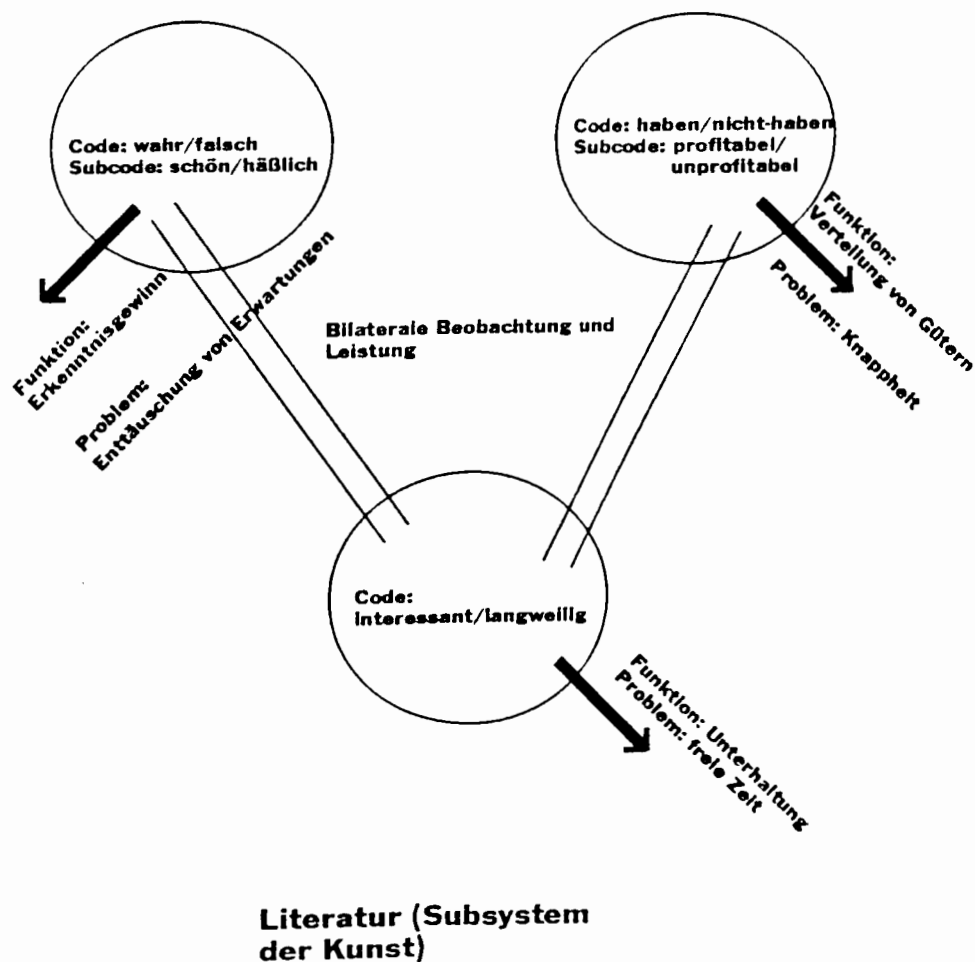 Code: wahr/falsch
Subcode: schön/häßlich
Code: haben/nicht-haben
Subcode: profitabel/
unprofitabel
Funktion:
Erkenntnisgewinn
Problem:
Enttäuschung von Erwartungen
Bilaterale Beobachtung und
Leistung
Funktion:
Verteilung von Gütern
Problem: Knappheit
Code:
interessant/langweilig
Funktion: Unterhaltung
Problem: freie Zeit
Literatur (Subsystem
der Kunst)